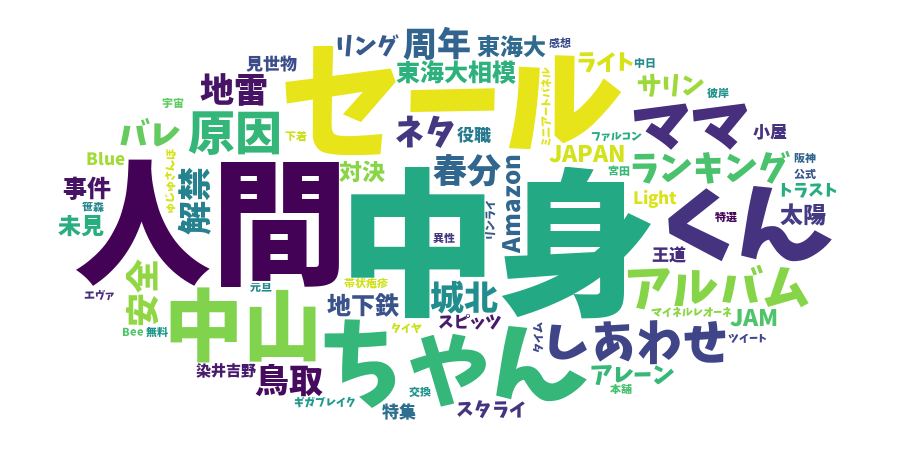 リング
周年
東海大
感想
見世物
セール
東海大相模
ライト
中日
地雷
サリン
彼岸
宇宙
ミニアートパネル
バレ
原因
下若
ネタ
役職
ファルコン
ママ
小屋
Blue
JAPAN
ゆじゅさんぽ
対決
春分
Amazon
宮田
ランキング
阪神
公式
事件
解禁
人間
中身
Light
くん
トラスト
笹森
リンライ
特選
太陽
未見
異性
王道
安全
エヴァ
元旦
帯状疱疹
城北
アルバム
地下鉄
マイネルレオーネ
JAM
Bee
無料
中山
スピッツ
タイヤ
ちゃん
タイム
しあわせ
ツイート
染井吉野
鳥取
アレーン
交換
本舗
ギガブレイク
特集
スタライ